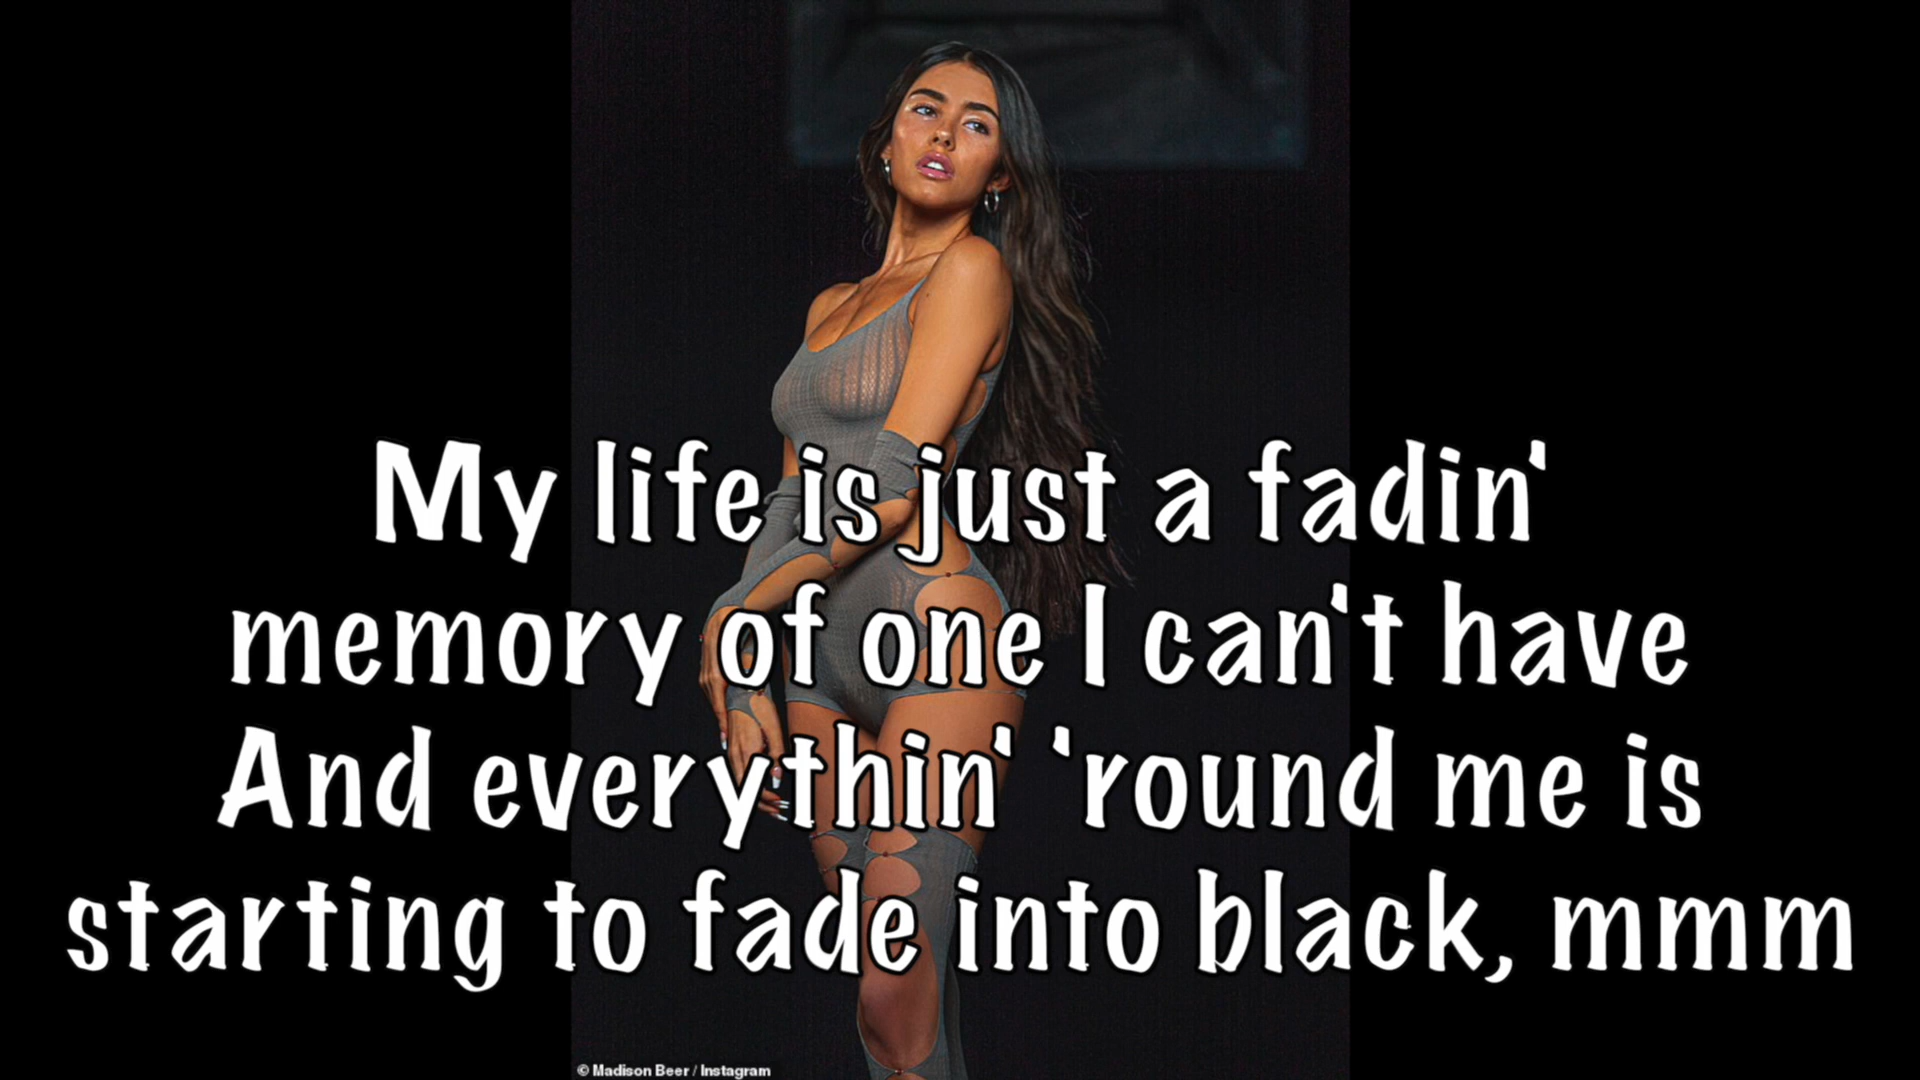 My life is just a fadin'
memory of one I can't have
And everythin' 'round me is
starting to fade into black, mmm
© Madison Beer / Instagram